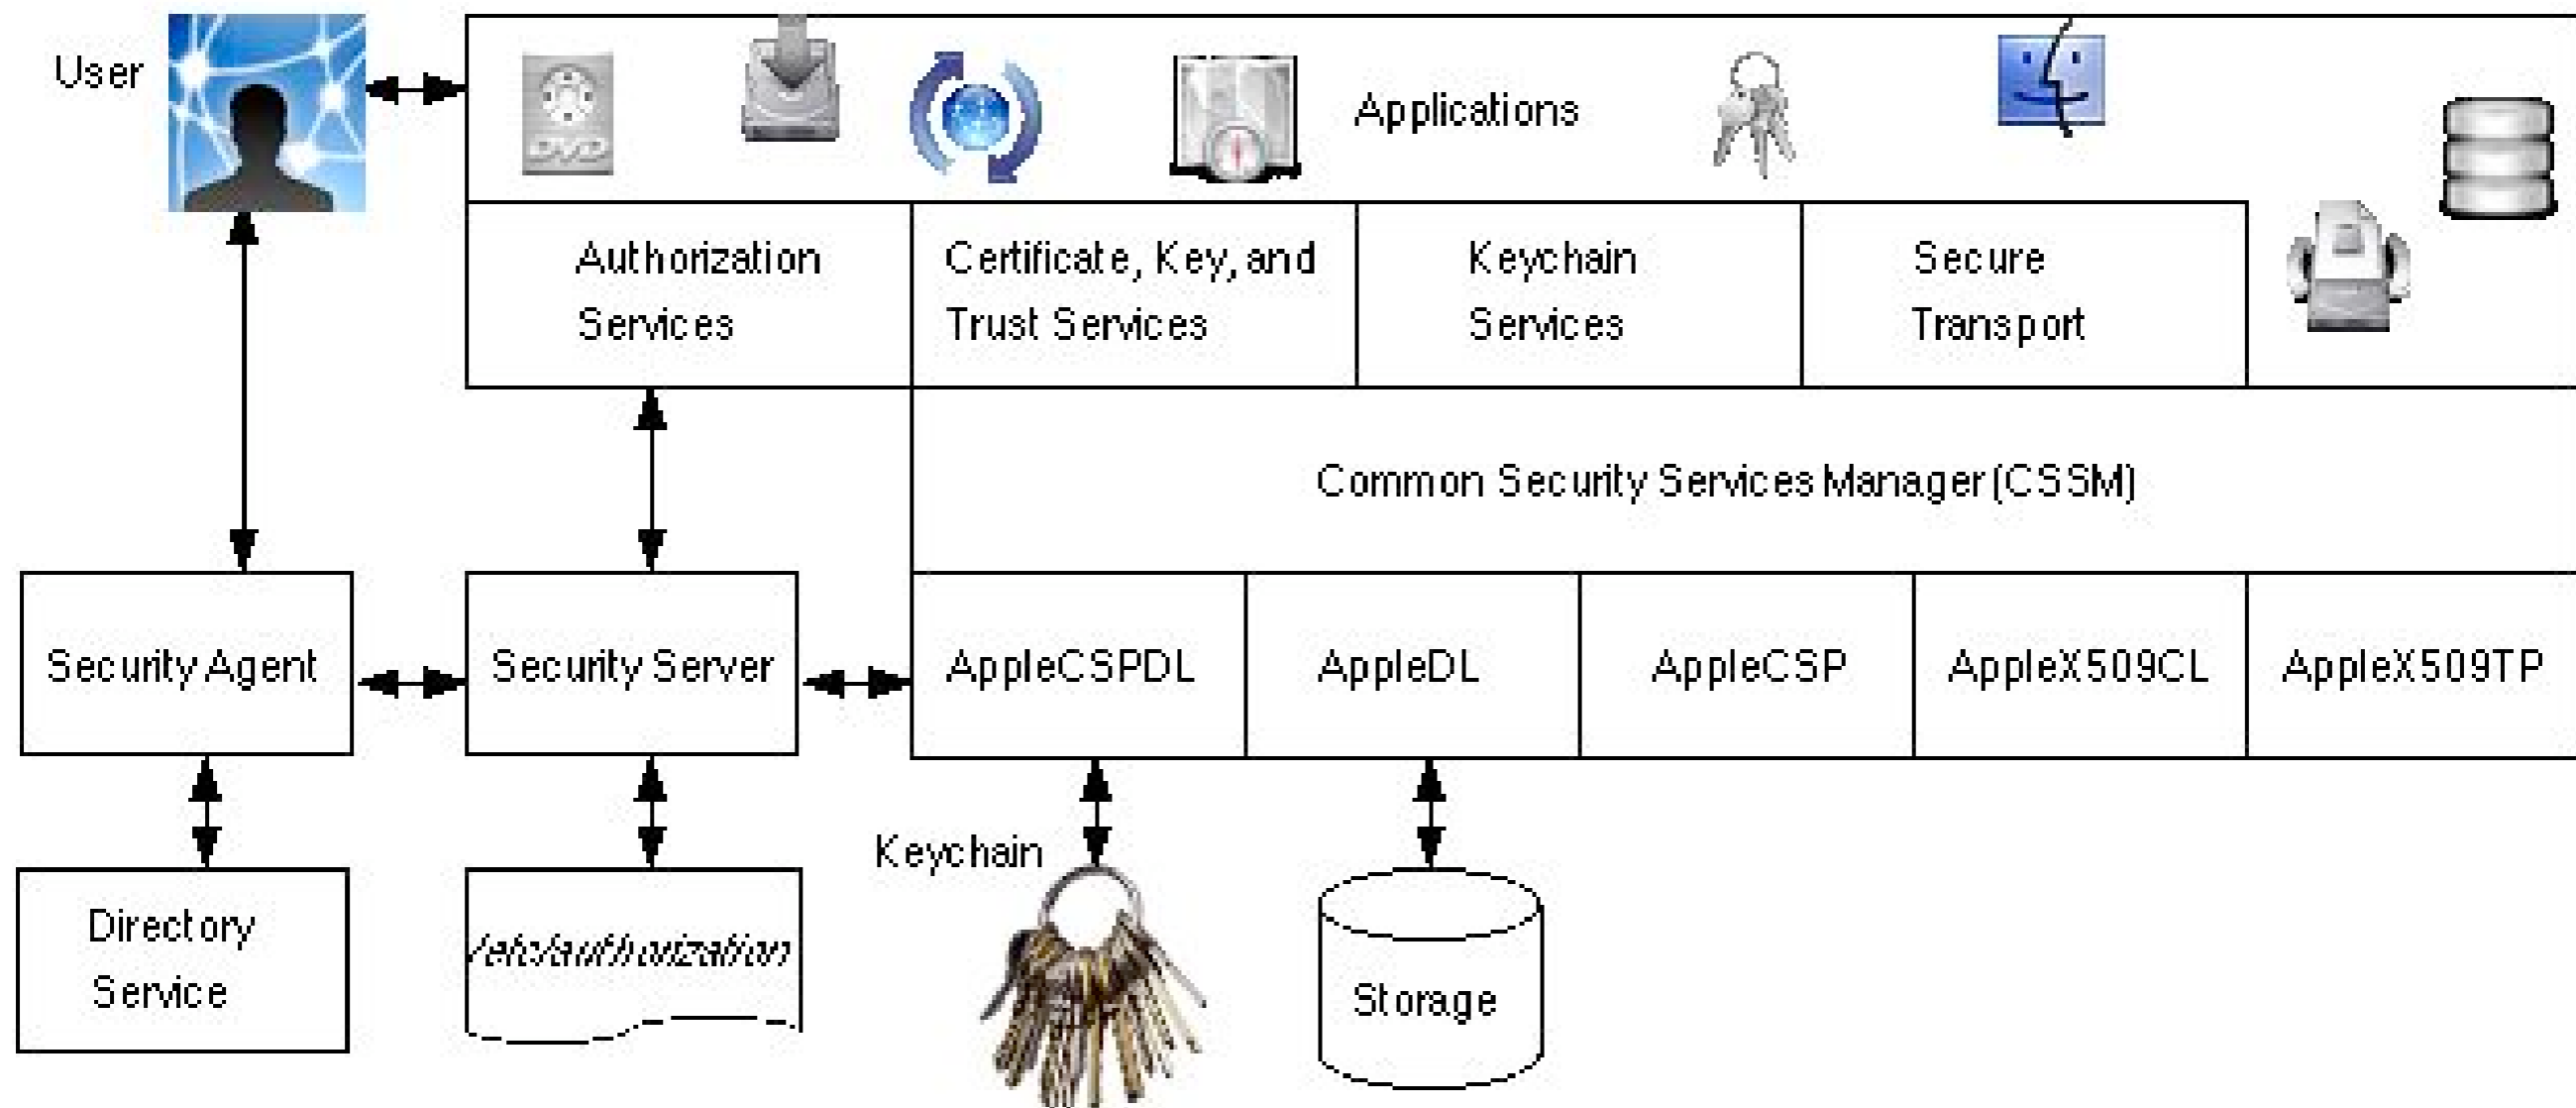 User
DVD
Applications
Authorization
Services
Certificate, Key, and
Trust Services
Keychain
Services
Secure
Transport
Common Security Services Manager (CSSM)
Security Agent
Security Server
AppleCSPDL
AppleDL
AppleCSP
AppleX509CL
AppleX509TP
Keychain
Directory
Service
/etc/authorization
Storage